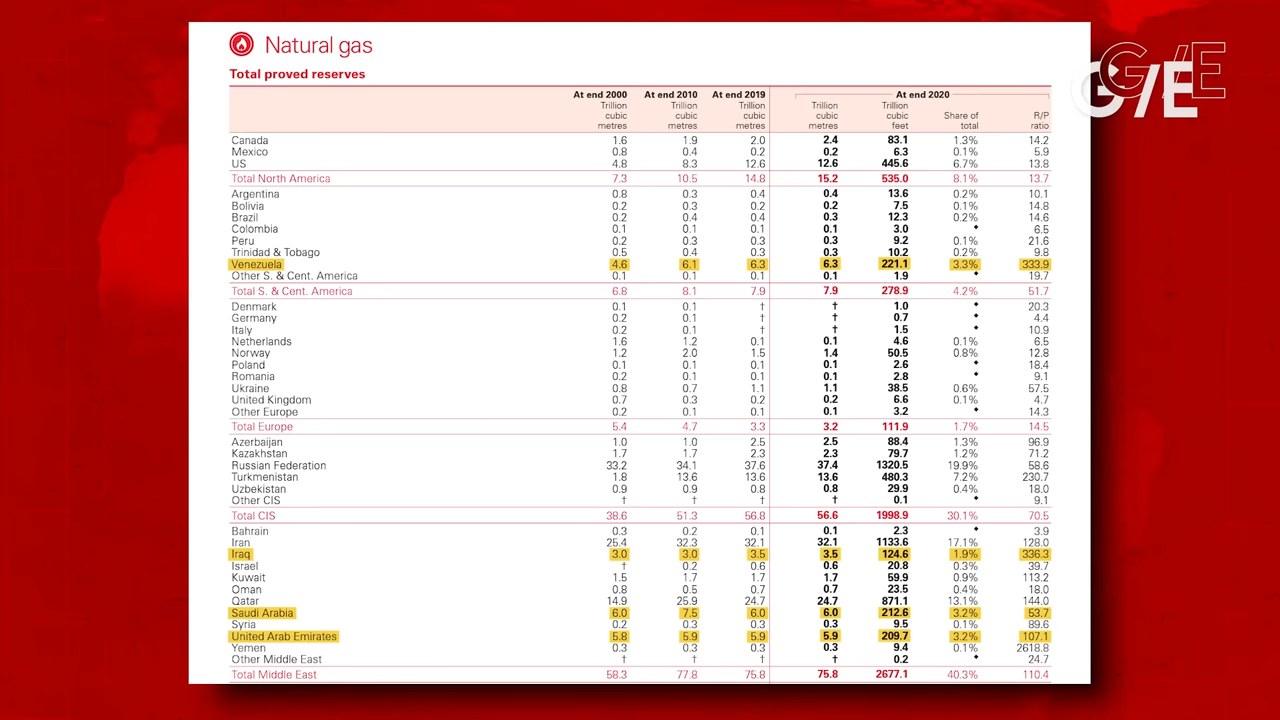 Natural gas
Total proved reserves
At end 2000 At end 2010 At end 2019 At end 2020
Trillion Trillion Trillion Trillion Trillion
cubic cubic cubic cubic cubic Share of R/P
metres metres metres metres feet total ratio
Canada 1.6 1.9 2.0 2.4 83.1 1.3% 14.2
Mexico 0.8 0.4 0.2 0.2 6.3 0.1% 5.9
US 4.8 8.3 12.6 12.6 445.6 6.7% 13.8
Total North America 7.3 10.5 14.8 15.2 535.0 8.1% 13.7
Argentina 0.8 0.3 0.4 0.4 13.6 0.2% 10.1
Bolivia 0.2 0.3 0.2 0.2 7.5 0.1% 14.8
Brazil 0.2 0.4 0.4 0.3 12.3 0.2% 14.6
Colombia 0.1 0.1 0.1 0.1 3.0 ♦ 6.5
Peru 0.2 0.3 0.3 0.3 9.2 0.1% 21.6
Trinidad & Tobago 0.5 0.4 0.3 0.3 10.2 0.2% 9.8
Venezuela 4.6 6.1 6.3 6.3 221.1 3.3% 333.9
Other S. & Cent. America 0.1 0.1 0.1 0.1 1.9 ♦ 19.7
Total S. & Cent. America 6.8 8.1 7.9 7.9 278.9 4.2% 51.7
Denmark 0.1 0.1 † † 1.0 ♦ 20.3
Germany 0.2 0.1 † † 0.7 ♦ 4.4
Italy 0.2 0.1 † † 1.5 ♦ 10.9
Netherlands 1.6 1.2 0.1 0.1 4.6 0.1% 6.5
Norway 1.2 2.0 1.5 1.4 50.5 0.8% 12.8
Poland 0.1 0.1 0.1 0.1 2.6 ♦ 18.4
Romania 0.2 0.1 0.1 0.1 2.8 ♦ 9.1
Ukraine 0.8 0.7 1.1 1.1 38.5 0.6% 57.5
United Kingdom 0.7 0.3 0.2 0.2 6.6 0.1% 4.7
Other Europe 0.2 0.1 0.1 0.1 3.2 ♦ 14.3
Total Europe 5.4 4.7 3.3 3.2 111.9 1.7% 14.5
Azerbaijan 1.0 1.0 2.5 2.5 88.4 1.3% 96.9
Kazakhstan 1.7 1.7 2.3 2.3 79.7 1.2% 71.2
Russian Federation 33.2 34.1 37.6 37.4 1320.5 19.9% 58.6
Turkmenistan 1.8 13.6 13.6 13.6 480.3 7.2% 230.7
Uzbekistan 0.9 0.9 0.8 0.8 29.9 0.4% 18.0
Other CIS † † † † 0.1 ♦ 9.1
Total CIS 38.6 51.3 56.8 56.6 1998.9 30.1% 70.5
Bahrain 0.3 0.2 0.1 0.1 2.3 ♦ 3.9
Iran 25.4 32.3 32.1 32.1 1133.6 17.1% 128.0
Iraq 3.0 3.0 3.5 3.5 124.6 1.9% 336.3
Israel † 0.2 0.6 0.6 20.8 0.3% 39.7
Kuwait 1.5 1.7 1.7 1.7 59.9 0.9% 113.2
Oman 0.8 0.5 0.7 0.7 23.5 0.4% 18.0
Qatar 14.9 25.9 24.7 24.7 871.1 13.1% 144.0
Saudi Arabia 6.0 7.5 6.0 6.0 212.6 3.2% 53.7
Syria 0.2 0.3 0.3 0.3 9.5 0.1% 89.6
United Arab Emirates 5.8 5.9 5.9 5.9 209.7 3.2% 107.1
Yemen 0.3 0.3 0.3 0.3 9.4 0.1% 2618.8
Other Middle East † † † † 0.2 ♦ 24.7
Total Middle East 58.3 77.8 75.8 75.8 2677.1 40.3% 110.4
G/E
G/E